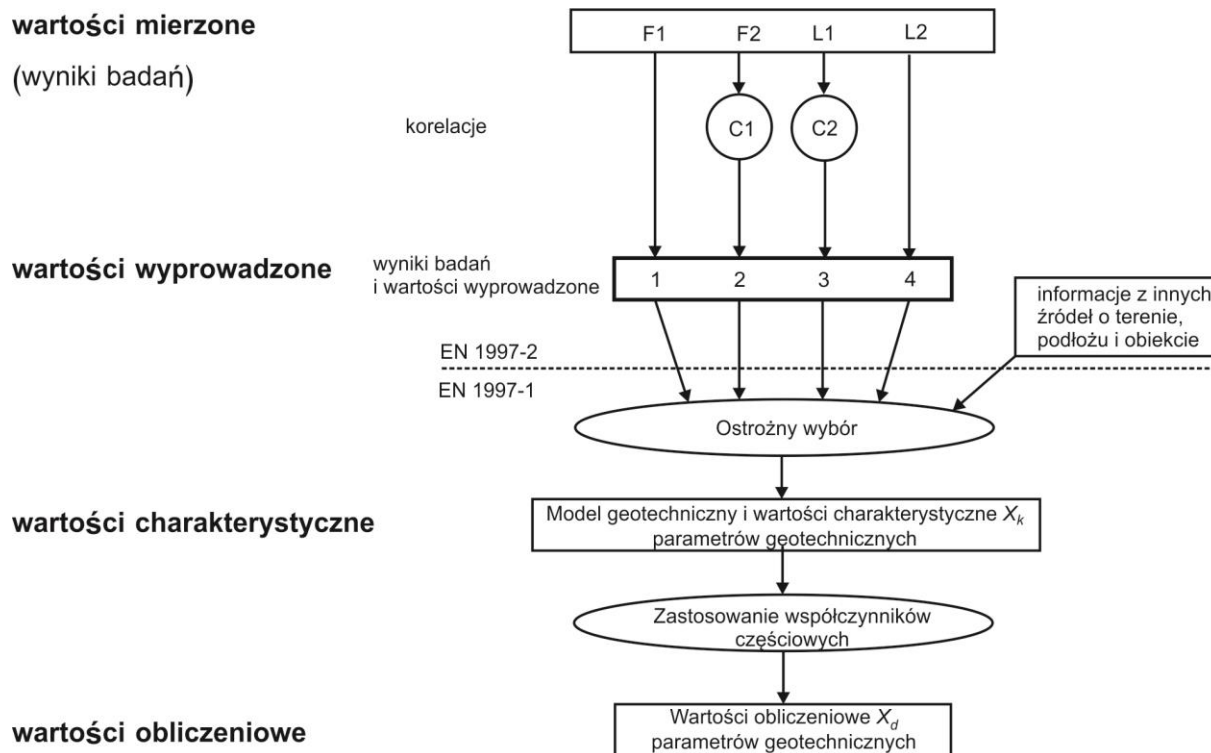 wartości mierzone
(wyniki badań)
F1 F2 L1 L2
korelacje
C1 C2
wartości wyprowadzone
wyniki badań
i wartości wyprowadzone
1 2 3 4
informacje z innych
źródeł o terenie,
podłożu i obiekcie
EN 1997-2
EN 1997-1
Ostrożny wybór
wartości charakterystyczne
Model geotechniczny i wartości charakterystyczne Xk
parametrów geotechnicznych
Zastosowanie współczynników
częściowych
wartości obliczeniowe
Wartości obliczeniowe Xd
parametrów geotechnicznych